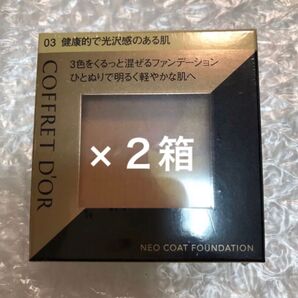 03 健康的で光沢感のある肌
3色をくるっと混ぜるファンデーション
ひとぬりで明るく軽やかな肌へ
COFFRET D'OR
× 2箱
NEO COAT FOUNDATION